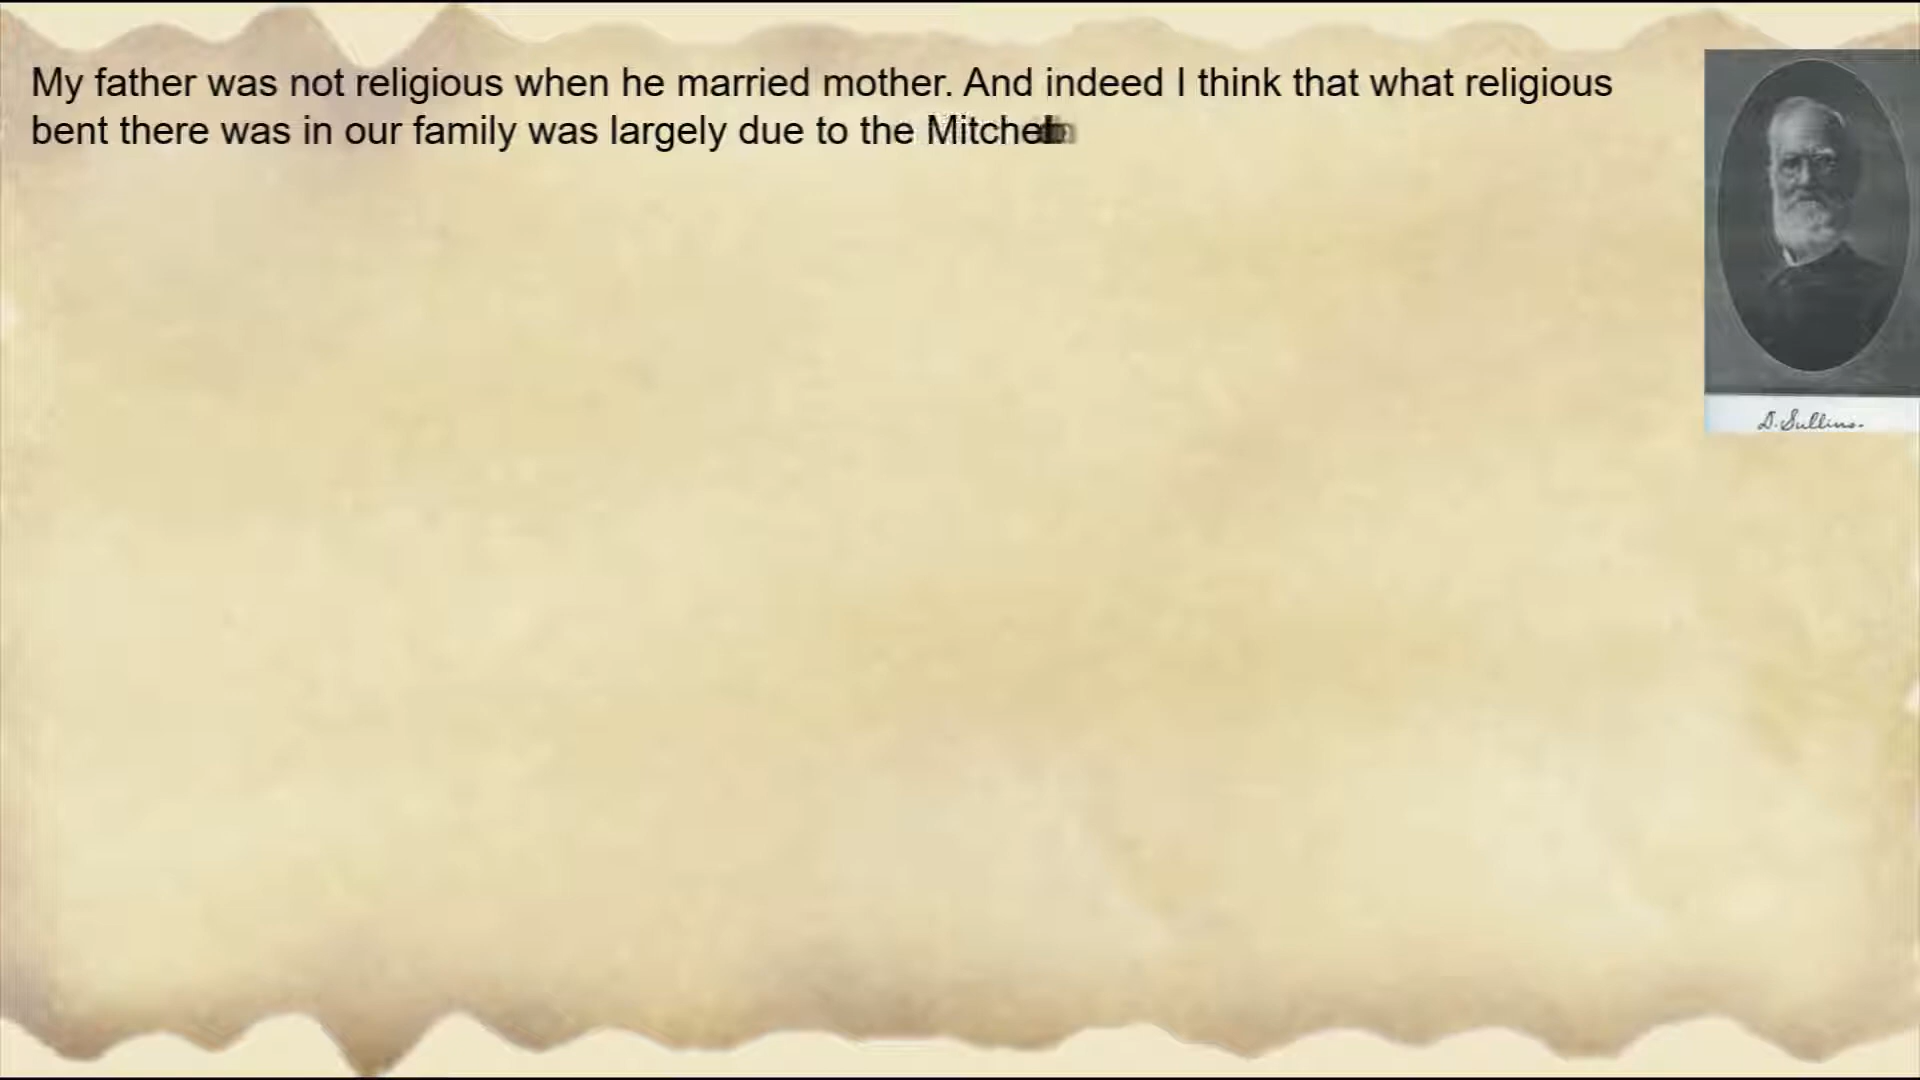 My father was not religious when he married mother. And indeed I think that what religious
bent there was in our family was largely due to the
D. Sullins.